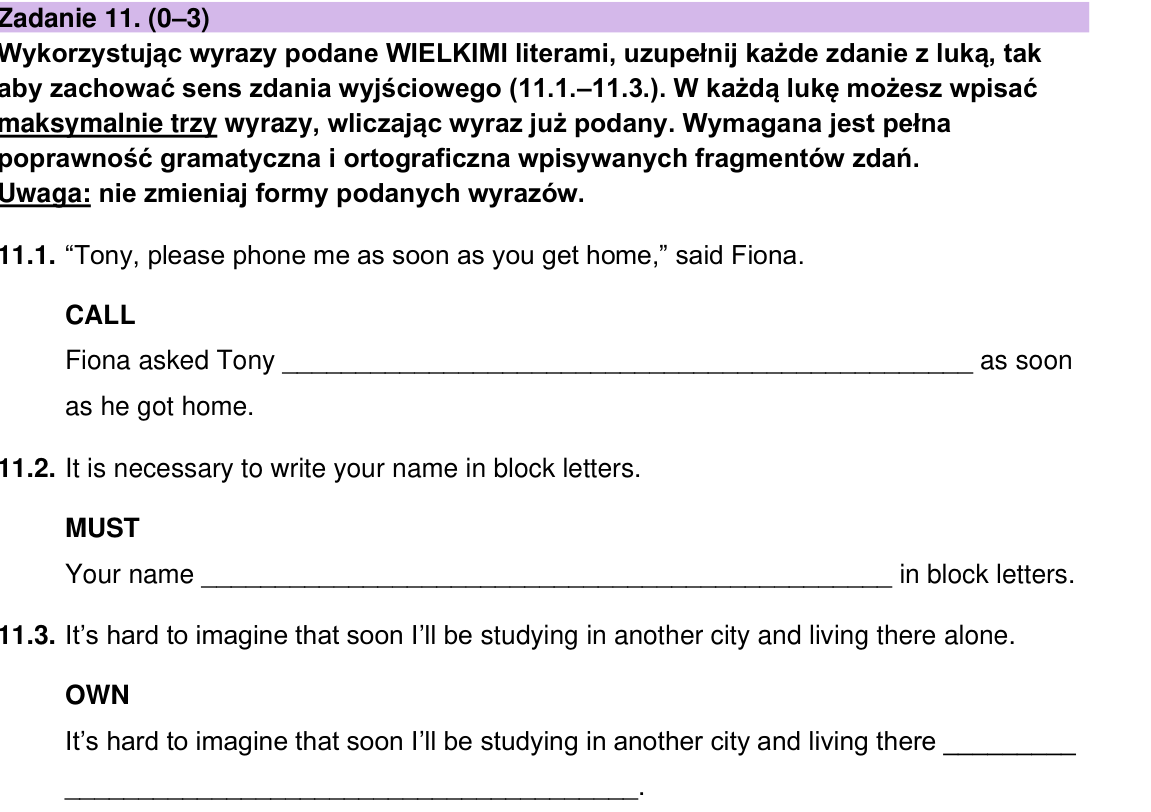 Zadanie 11. (0–3)
Wykorzystując wyrazy podane WIELKIMI literami, uzupełnij każde zdanie z luką, tak
aby zachować sens zdania wyjściowego (11.1.–11.3.). W każdą lukę możesz wpisać
maksymalnie trzy wyrazy, wliczając wyraz już podany. Wymagana jest pełna
poprawność gramatyczna i ortograficzna wpisywanych fragmentów zdań.
Uwaga: nie zmieniaj formy podanych wyrazów.
11.1. “Tony, please phone me as soon as you get home,” said Fiona.
CALL
Fiona asked Tony _______________________________________________ as soon
as he got home.
11.2. It is necessary to write your name in block letters.
MUST
Your name _______________________________________________ in block letters.
11.3. It’s hard to imagine that soon I’ll be studying in another city and living there alone.
OWN
It’s hard to imagine that soon I’ll be studying in another city and living there _________
_______________________________________.